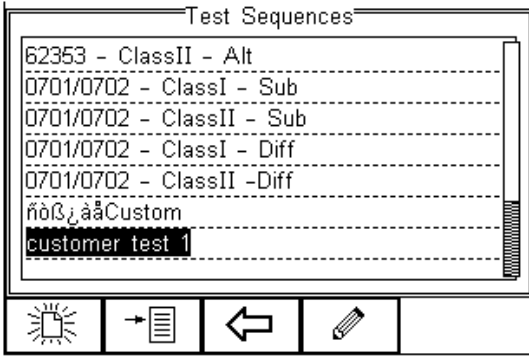 Test Sequences
62353 - ClassII - Alt
0701/0702 - ClassI - Sub
0701/0702 - ClassII - Sub
0701/0702 - ClassI - Diff
0701/0702 - ClassII -Diff
ñòß¿àåCustom
customer test 1